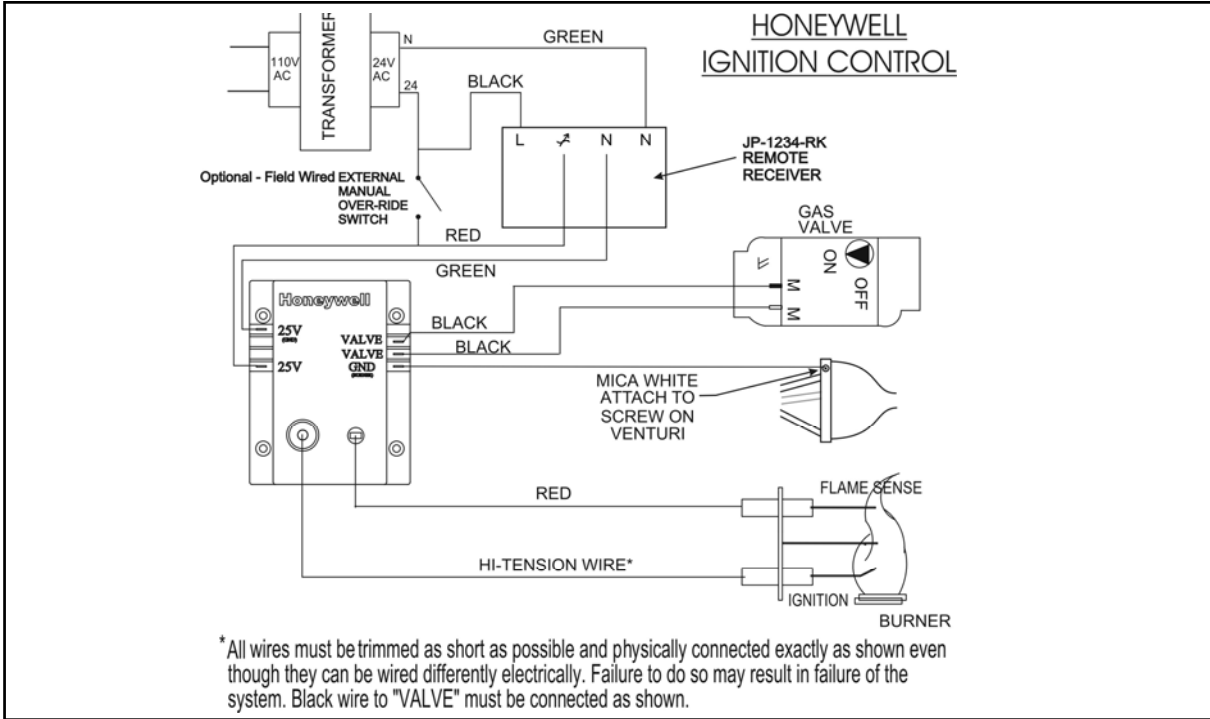 HONEYWELL
IGNITION CONTROL
TRANSFORMER
110V
AC
24V
AC
N
24
GREEN
BLACK
L
N
N
JP-1234-RK
REMOTE
RECEIVER
Optional - Field Wired EXTERNAL
MANUAL
OVER-RIDE
SWITCH
RED
GREEN
GAS
VALVE
ON
OFF
M
M
Honeywell
25V
(GND)
25V
VALVE
VALVE
GND
(BURNER)
BLACK
BLACK
MICA WHITE
ATTACH TO
SCREW ON
VENTURI
RED
FLAME SENSE
HI-TENSION WIRE*
IGNITION
BURNER
*All wires must be trimmed as short as possible and physically connected exactly as shown even
though they can be wired differently electrically. Failure to do so may result in failure of the
system. Black wire to "VALVE" must be connected as shown.